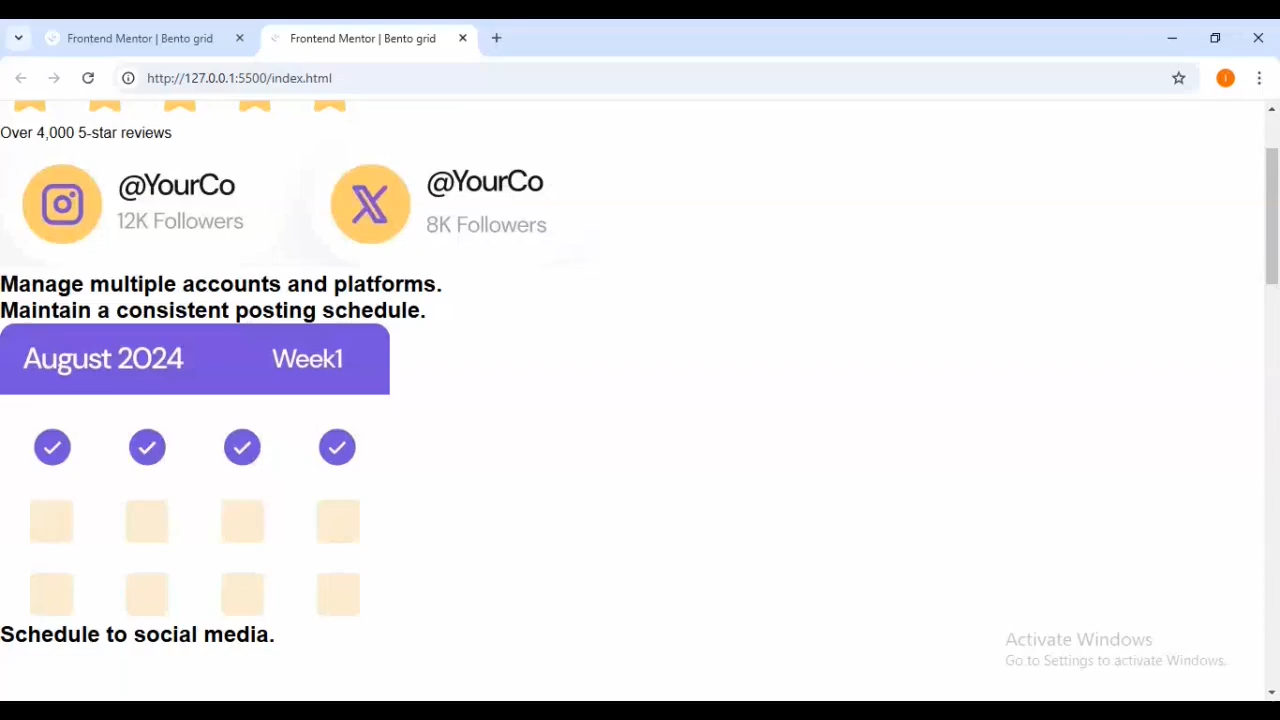 Frontend Mentor | Bento grid
Frontend Mentor | Bento grid
http://127.0.0.1:5500/index.html
Over 4,000 5-star reviews
@YourCo
12K Followers
@YourCo
8K Followers
Manage multiple accounts and platforms.
Maintain a consistent posting schedule.
August 2024 Week1
Schedule to social media.
Activate Windows
Go to Settings to activate Windows.